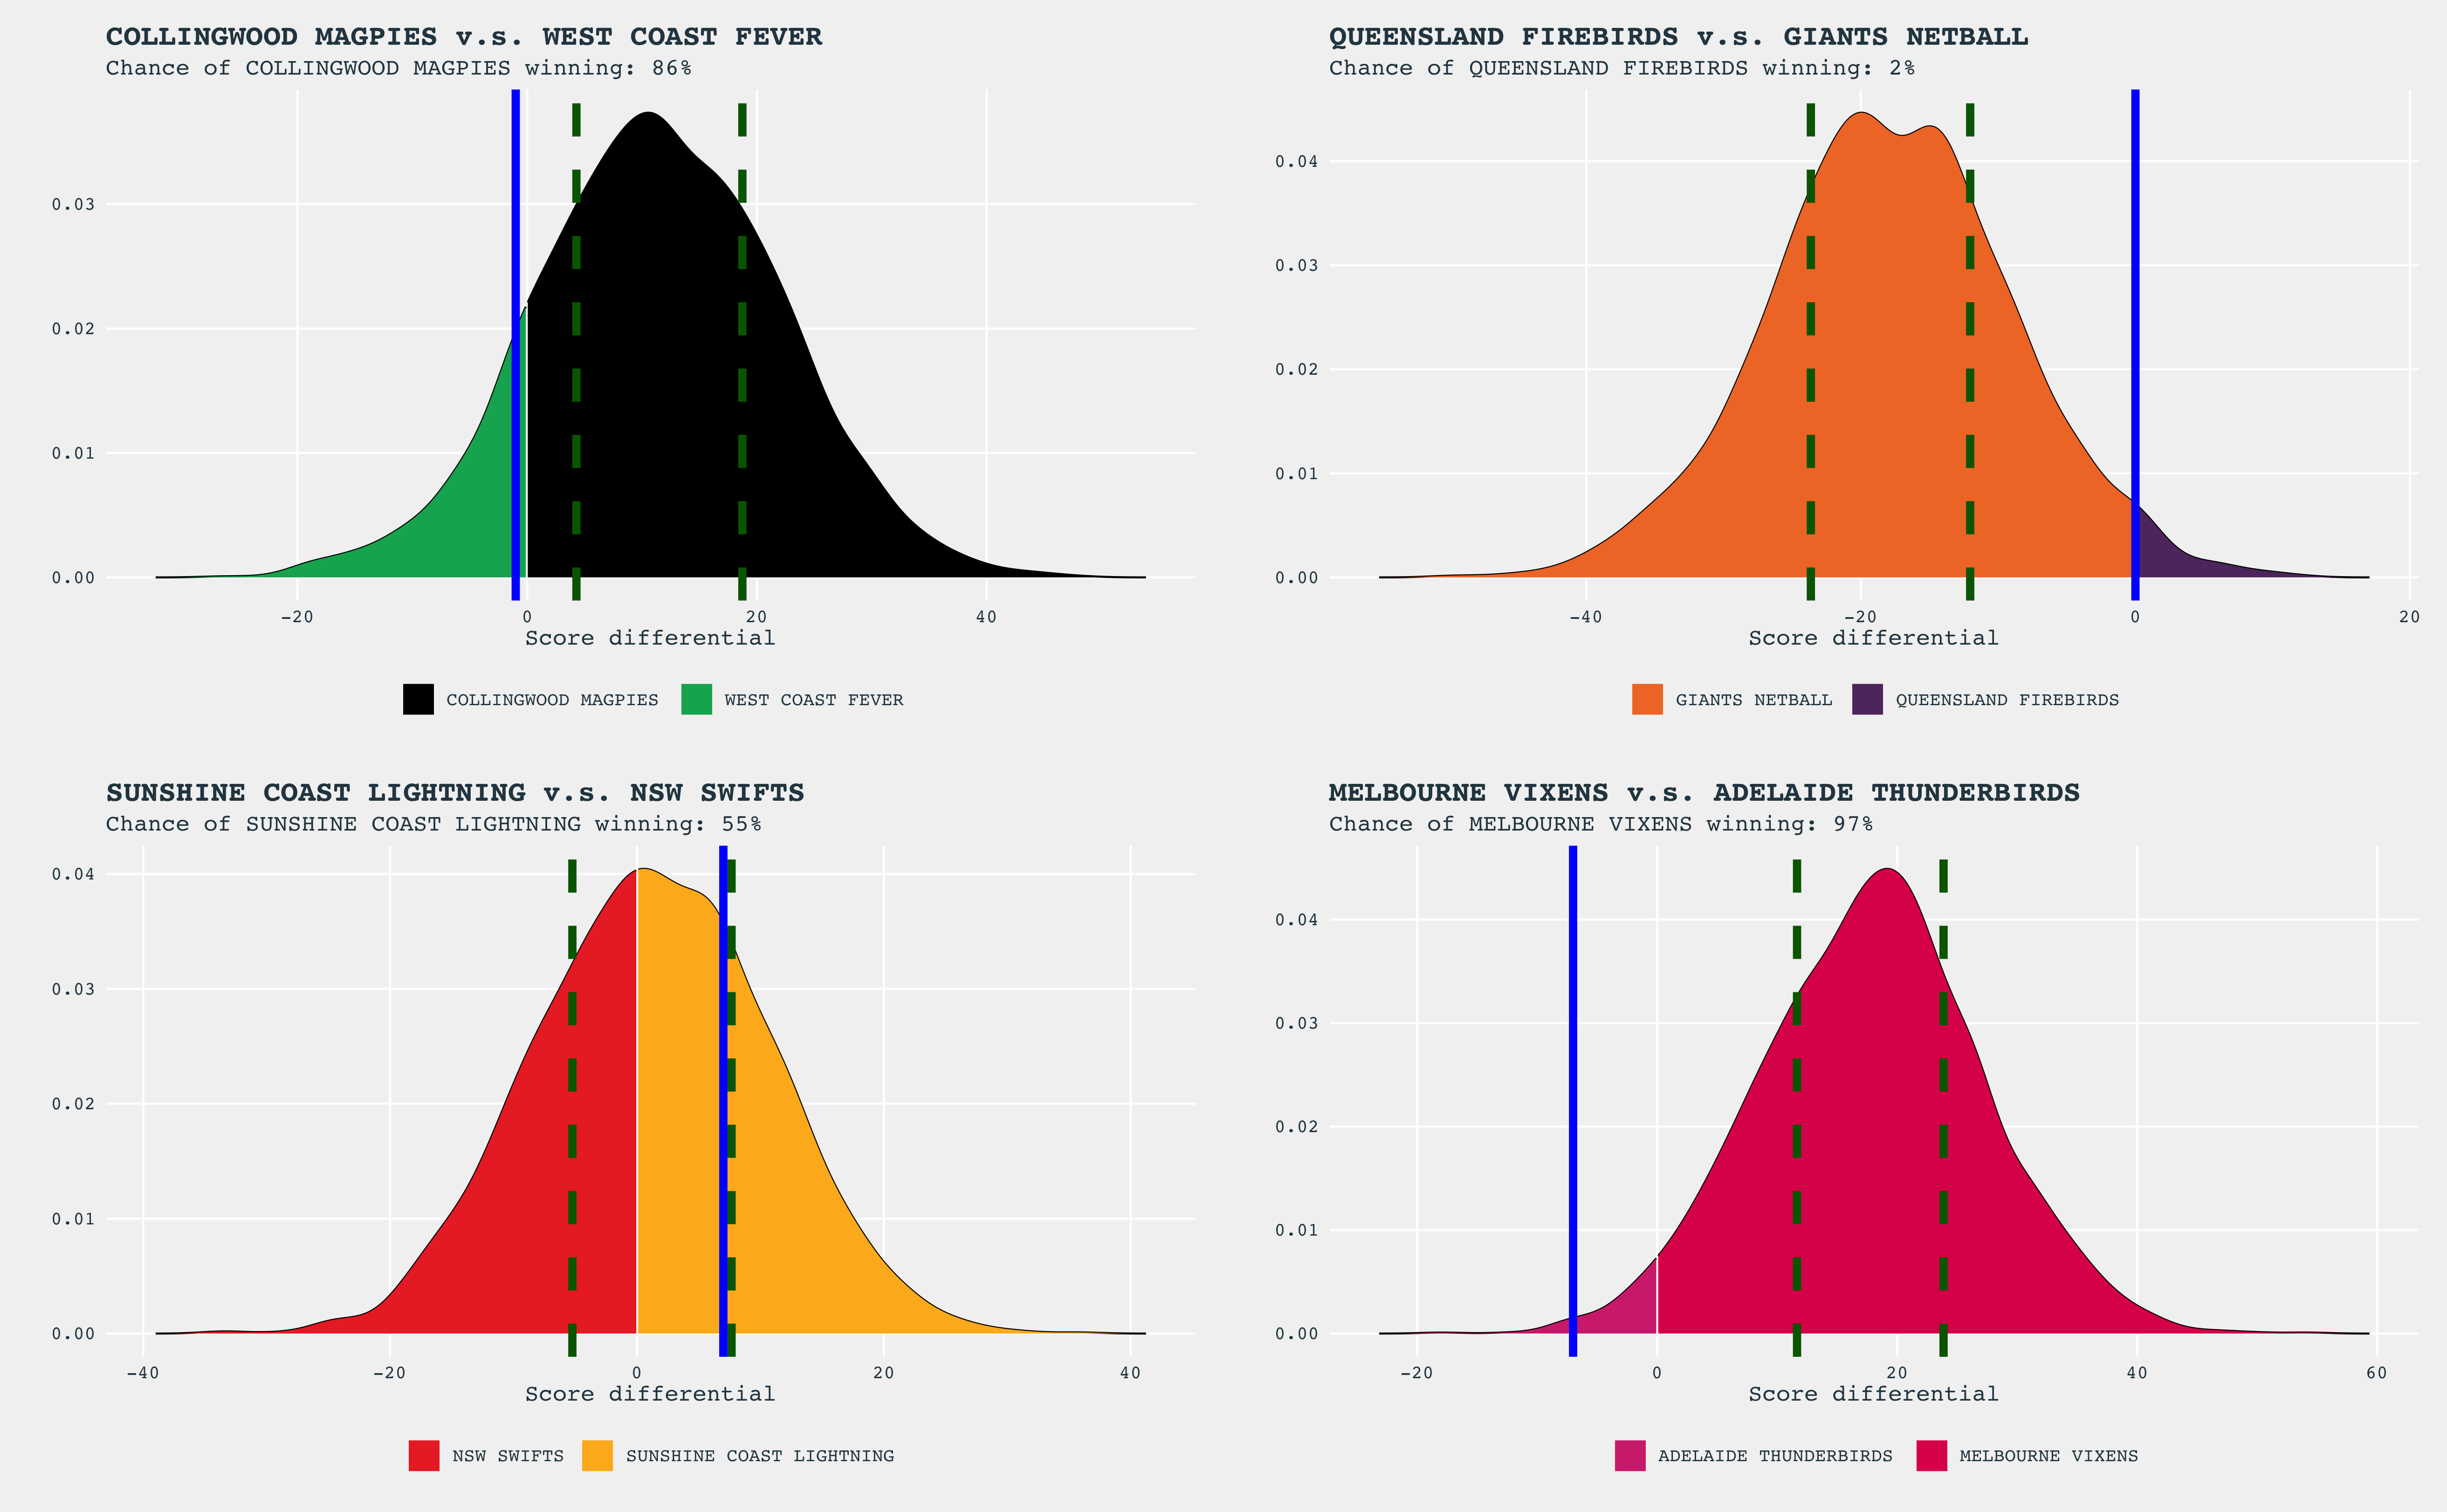 COLLINGWOOD MAGPIES v.s. WEST COAST FEVER
Chance of COLLINGWOOD MAGPIES winning: 86%
0.03
0.02
0.01
0.00
-20 0 20 40
Score differential
COLLINGWOOD MAGPIES WEST COAST FEVER
QUEENSLAND FIREBIRDS v.s. GIANTS NETBALL
Chance of QUEENSLAND FIREBIRDS winning: 2%
0.04
0.03
0.02
0.01
0.00
-40 -20 0 20
Score differential
GIANTS NETBALL QUEENSLAND FIREBIRDS
SUNSHINE COAST LIGHTNING v.s. NSW SWIFTS
Chance of SUNSHINE COAST LIGHTNING winning: 55%
0.04
0.03
0.02
0.01
0.00
-40 -20 0 20 40
Score differential
NSW SWIFTS SUNSHINE COAST LIGHTNING
MELBOURNE VIXENS v.s. ADELAIDE THUNDERBIRDS
Chance of MELBOURNE VIXENS winning: 97%
0.04
0.03
0.02
0.01
0.00
-20 0 20 40 60
Score differential
ADELAIDE THUNDERBIRDS MELBOURNE VIXENS